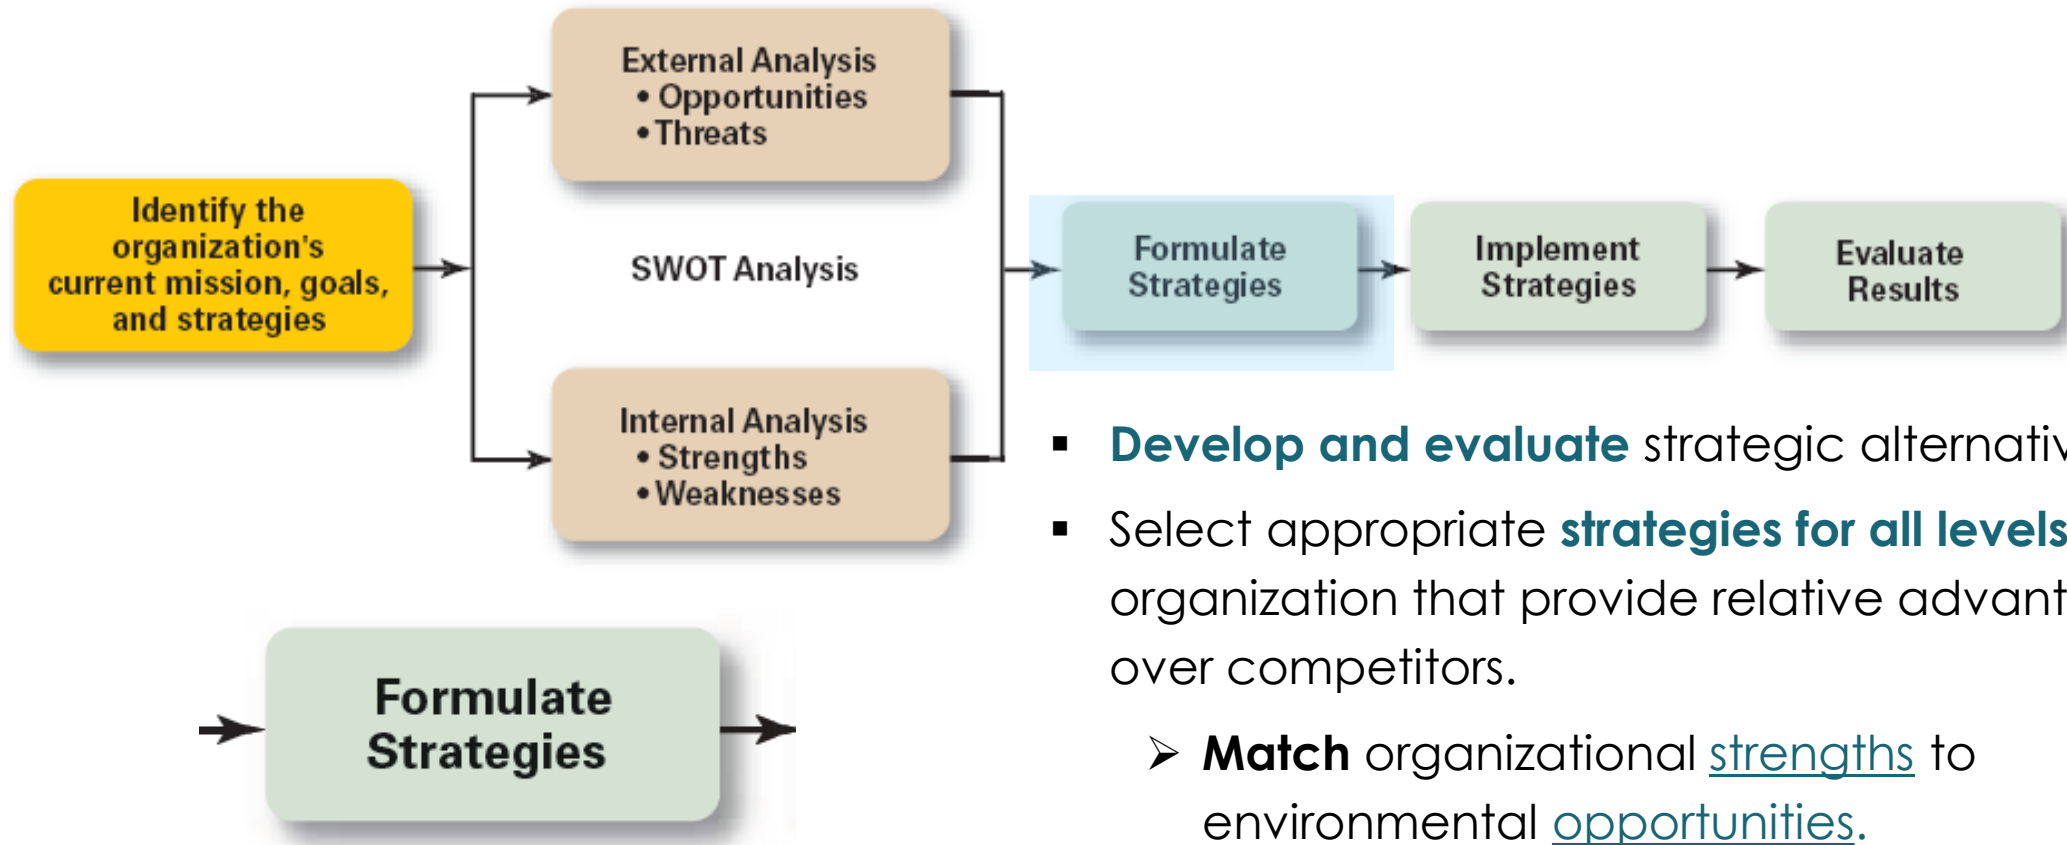 External Analysis
• Opportunities
• Threats
Identify the
organization's
current mission, goals,
and strategies
SWOT Analysis
Formulate
Strategies
Implement
Strategies
Evaluate
Results
Internal Analysis
• Strengths
• Weaknesses
Formulate
Strategies
▪ Develop and evaluate strategic
▪ Select appropriate strategies for all levels
organization that provide relative
over competitors.
➢ Match organizational strengths to
environmental opportunities.